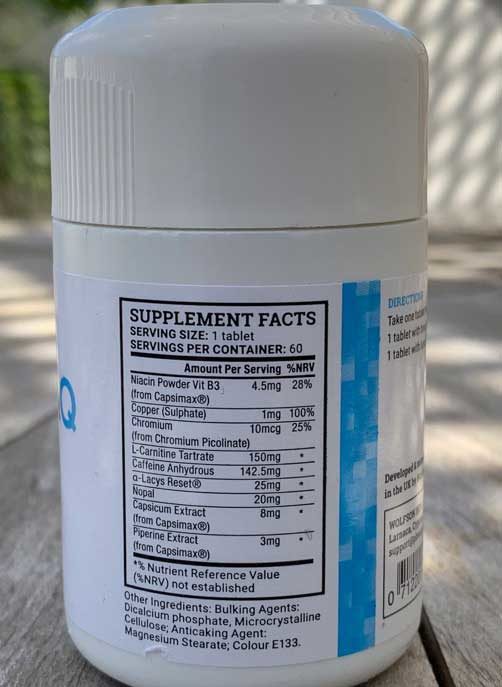 Q
SUPPLEMENT FACTS
SERVING SIZE: 1 tablet
SERVINGS PER CONTAINER: 60
Amount Per Serving %NRV
Niacin Powder Vit B3 4.5mg 28%
(from Capsimax®)
Copper (Sulphate) 1mg 100%
Chromium 10mcg 25%
(from Chromium Picolinate)
L-Carnitine Tartrate 150mg *
Caffeine Anhydrous 142.5mg *
α-Lacys Reset® 25mg *
Nopal 20mg *
Capsicum Extract 8mg *
(from Capsimax®)
Piperine Extract 3mg *
(from Capsimax®)
*% Nutrient Reference Value
(%NRV) not established
Other Ingredients: Bulking Agents:
Dicalcium phosphate, Microcrystalline
Cellulose; Anticaking Agent:
Magnesium Stearate; Colour E133.
DIRECTIONS
Take one
1 tablet with
1 tablet with
Developed
in the UK
WOLFSON
Larnaca,
0